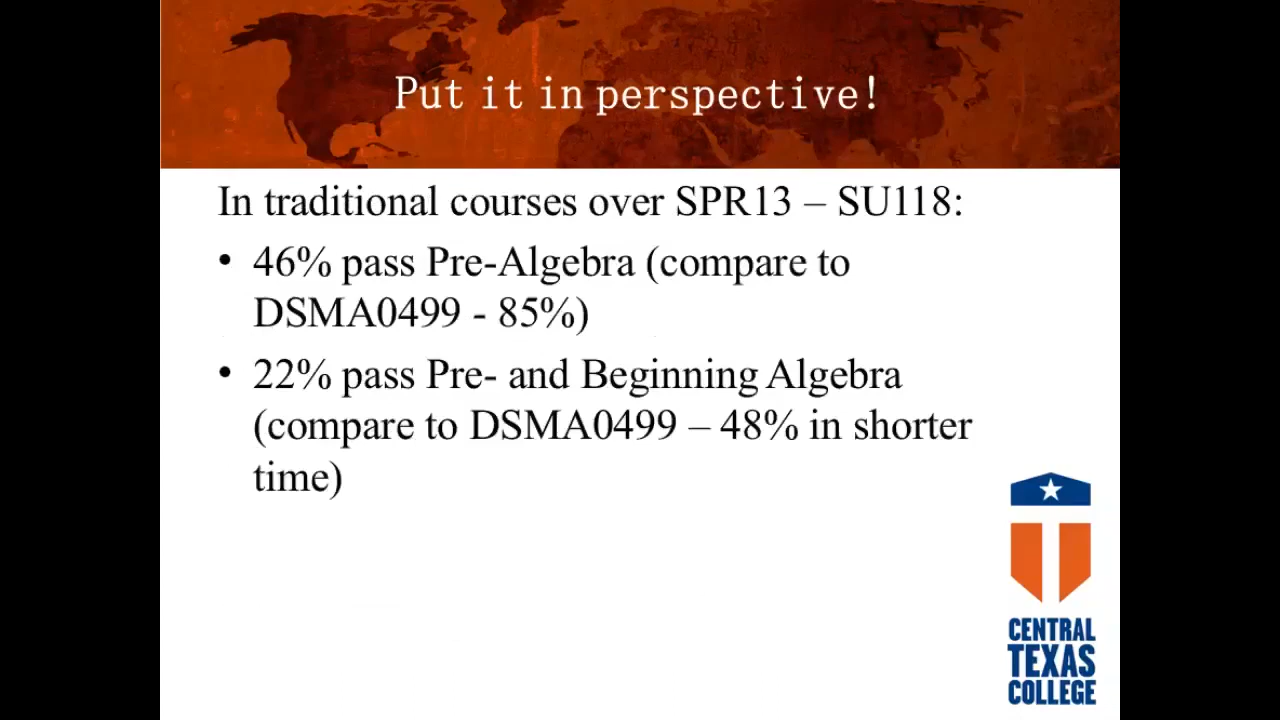 Put it in perspective!
In traditional courses over SPR13 – SU118:
• 46% pass Pre-Algebra (compare to
DSMA0499 - 85%)
• 22% pass Pre- and Beginning Algebra
(compare to DSMA0499 – 48% in shorter
time)
CENTRAL
TEXAS
COLLEGE